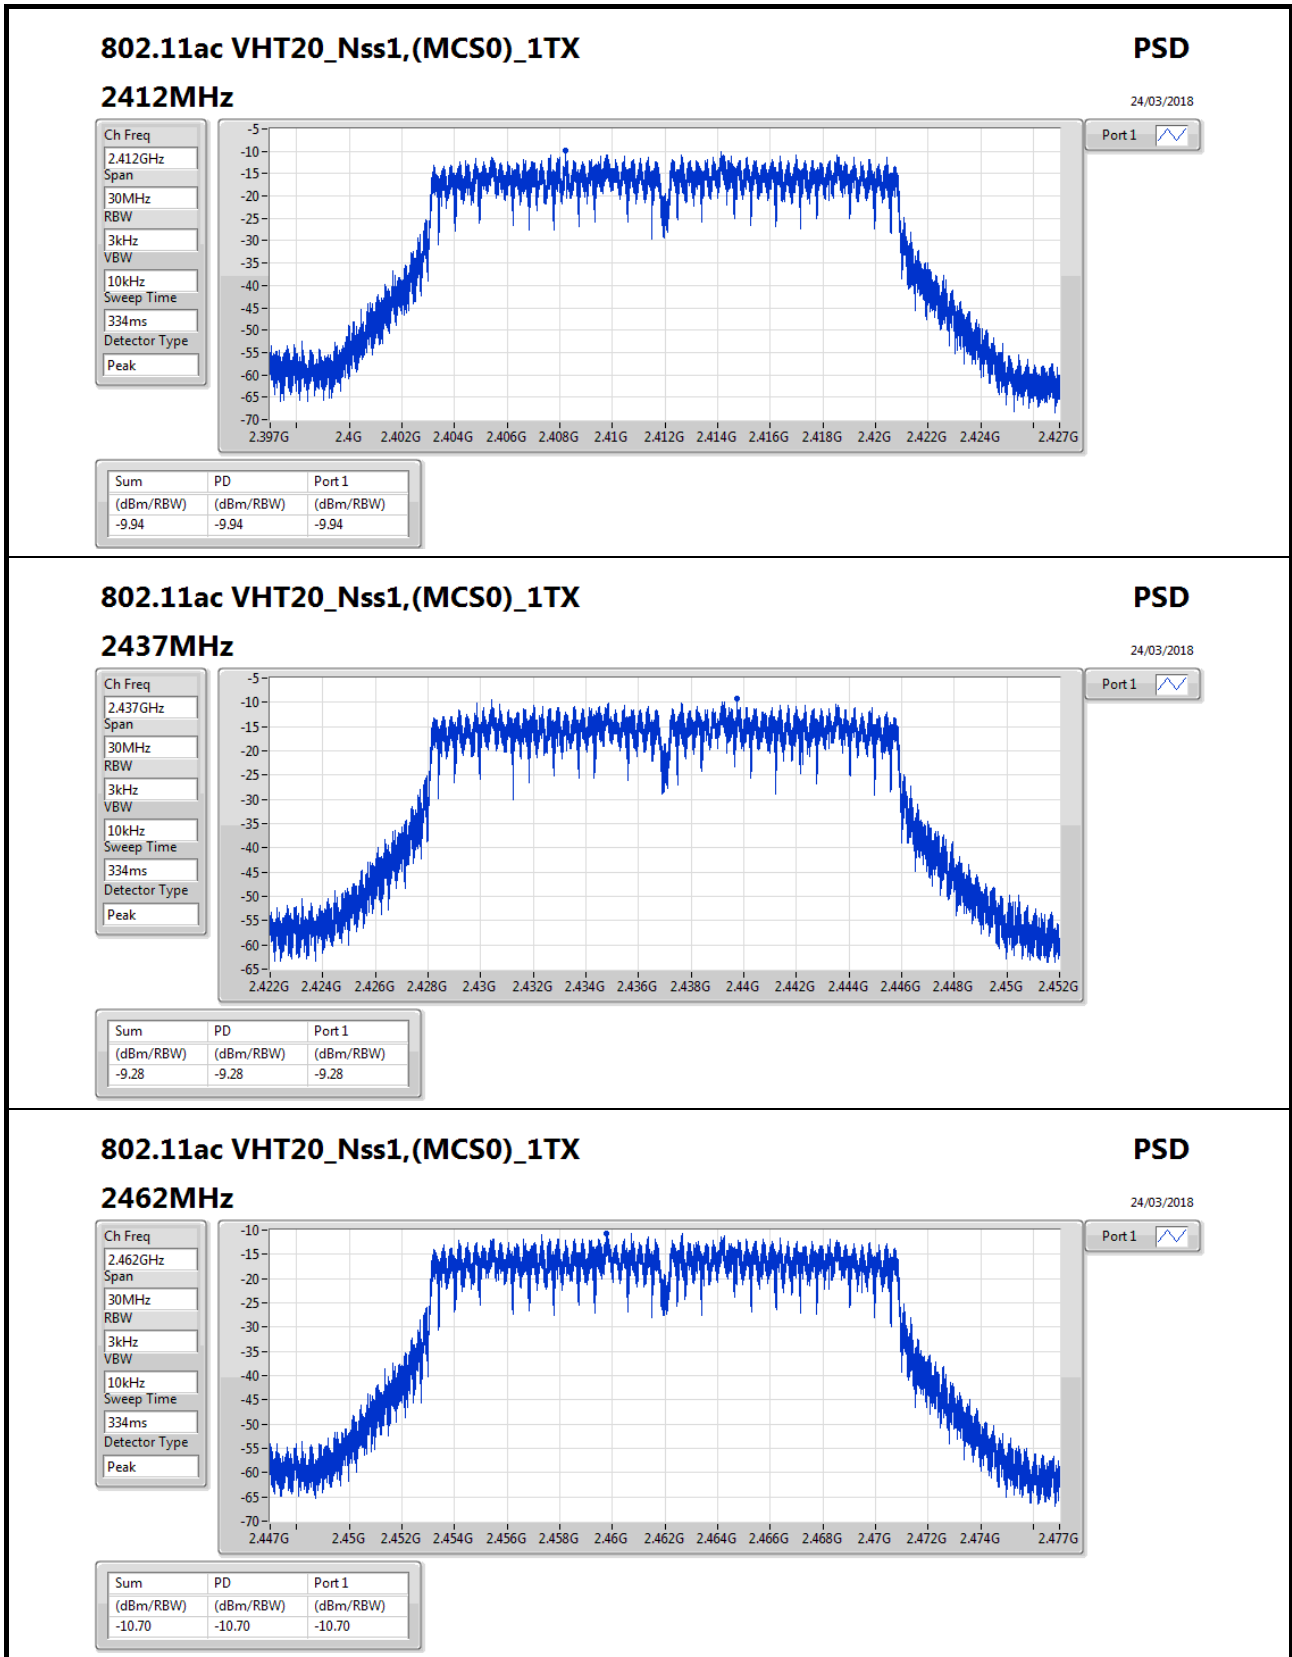 802.11ac VHT20_Nss1,(MCS0)_1TX PSD
2412MHz 24/03/2018
Ch Freq
2.412GHz
Span
30MHz
RBW
3kHz
VBW
10kHz
Sweep Time
334ms
Detector Type
Peak
-5
-10
-15
-20
-25
-30
-35
-40
-45
-50
-55
-60
-65
-70
2.397G 2.4G 2.402G 2.404G 2.406G 2.408G 2.41G 2.412G 2.414G 2.416G 2.418G 2.42G 2.422G 2.424G 2.427G
Port 1
Sum PD Port 1
(dBm/RBW) (dBm/RBW) (dBm/RBW)
-9.94 -9.94 -9.94
802.11ac VHT20_Nss1,(MCS0)_1TX PSD
2437MHz 24/03/2018
Ch Freq
2.437GHz
Span
30MHz
RBW
3kHz
VBW
10kHz
Sweep Time
334ms
Detector Type
Peak
-5
-10
-15
-20
-25
-30
-35
-40
-45
-50
-55
-60
-65
2.422G 2.424G 2.426G 2.428G 2.43G 2.432G 2.434G 2.436G 2.438G 2.44G 2.442G 2.444G 2.446G 2.448G 2.45G 2.452G
Port 1
Sum PD Port 1
(dBm/RBW) (dBm/RBW) (dBm/RBW)
-9.28 -9.28 -9.28
802.11ac VHT20_Nss1,(MCS0)_1TX PSD
2462MHz 24/03/2018
Ch Freq
2.462GHz
Span
30MHz
RBW
3kHz
VBW
10kHz
Sweep Time
334ms
Detector Type
Peak
-10
-15
-20
-25
-30
-35
-40
-45
-50
-55
-60
-65
-70
2.447G 2.45G 2.452G 2.454G 2.456G 2.458G 2.46G 2.462G 2.464G 2.466G 2.468G 2.47G 2.472G 2.474G 2.477G
Port 1
Sum PD Port 1
(dBm/RBW) (dBm/RBW) (dBm/RBW)
-10.70 -10.70 -10.70